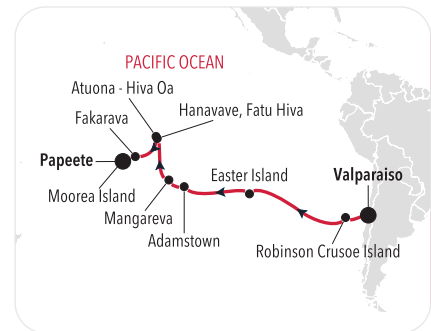 PACIFIC OCEAN
Atuona - Hiva Oa
Hanavave, Fatu Hiva
Fakarava
Papeete
Easter Island
Valparaiso
Moorea Island
Mangareva
Adamstown
Robinson Crusoe Island